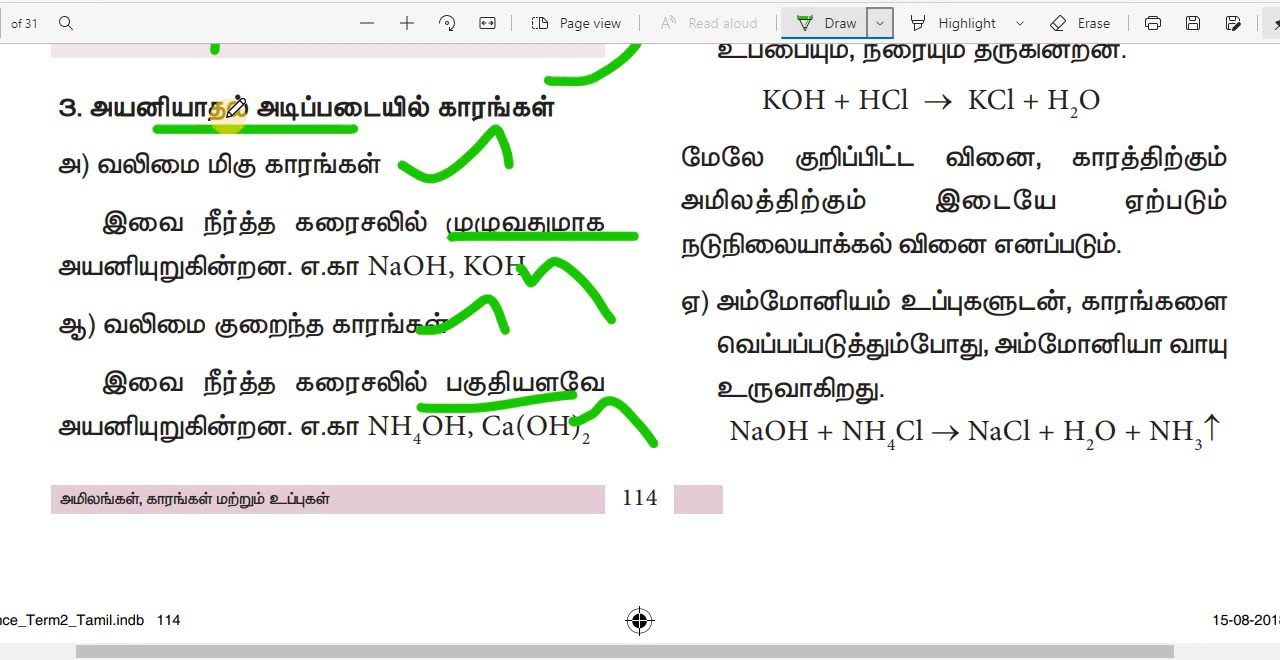 of 31
Page view
Read aloud
Draw
Highlight
Erase
3. அயனியாதல் அடிப்படையில் காரங்கள்
அ) வலிமை மிகு காரங்கள்
இவை நீர்த்த கரைசலில் முழுவதுமாக
அயனியுறுகின்றன. எ.கா NaOH, KOH
ஆ) வலிமை குறைந்த காரங்கள்
இவை நீர்த்த கரைசலில் பகுதியளவே
அயனியுறுகின்றன. எ.கா NH₄OH, Ca(OH)₂
உப்பையும், நீரையும் தருகின்றன.
KOH + HCl → KCl + H₂O
மேலே குறிப்பிட்ட வினை, காரத்திற்கும்
அமிலத்திற்கும் இடையே ஏற்படும்
நடுநிலையாக்கல் வினை எனப்படும்.
ஏ) அம்மோனியம் உப்புகளுடன், காரங்களை
வெப்பப்படுத்தும்போது, அம்மோனியா வாயு
உருவாகிறது.
NaOH + NH₄Cl → NaCl + H₂O + NH₃↑
அமிலங்கள், காரங்கள் மற்றும் உப்புகள்
114
nce_Term2_Tamil.indb 114
15-08-2018